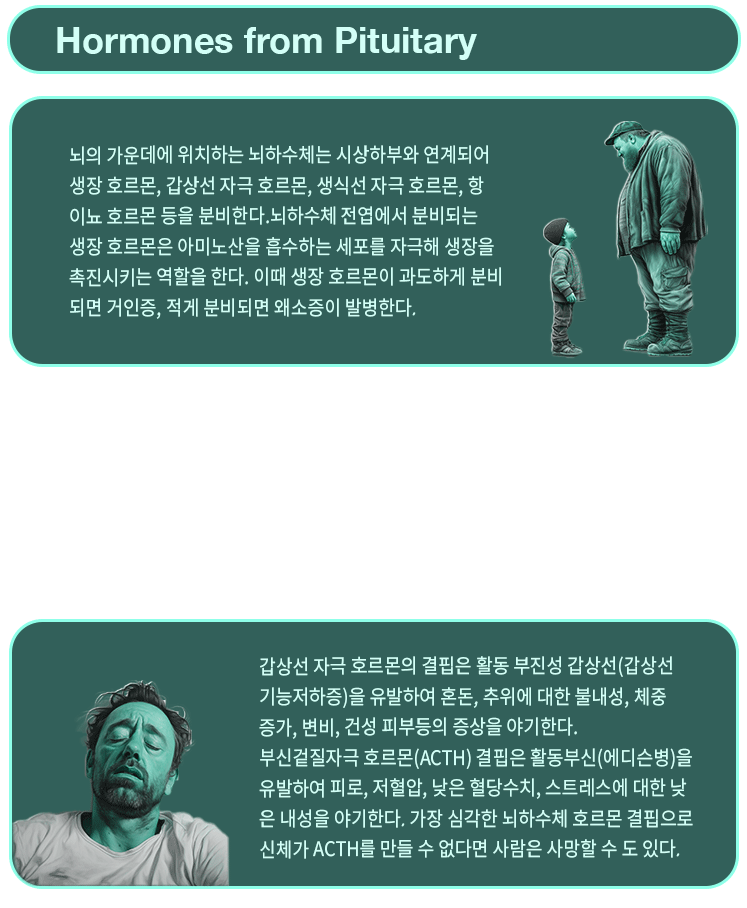 Hormones from Pituitary
뇌의 가운데에 위치하는 뇌하수체는 시상하부와 연계되어
생장 호르몬, 갑상선 자극 호르몬, 생식선 자극 호르몬, 항
이뇨 호르몬 등을 분비한다.뇌하수체 전엽에서 분비되는
생장 호르몬은 아미노산을 흡수하는 세포를 자극해 생장을
촉진시키는 역할을 한다. 이때 생장 호르몬이 과도하게 분비
되면 거인증, 적게 분비되면 왜소증이 발병한다.
갑상선 자극 호르몬의 결핍은 활동 부진성 갑상선(갑상선
기능저하증)을 유발하여 혼돈, 추위에 대한 불내성, 체중
증가, 변비, 건성 피부등의 증상을 야기한다.
부신겉질자극 호르몬(ACTH) 결핍은 활동부신(에디슨병)을
유발하여 피로, 저혈압, 낮은 혈당수치, 스트레스에 대한 낮
은 내성을 야기한다. 가장 심각한 뇌하수체 호르몬 결핍으로
신체가 ACTH를 만들 수 없다면 사람은 사망할 수 도 있다.